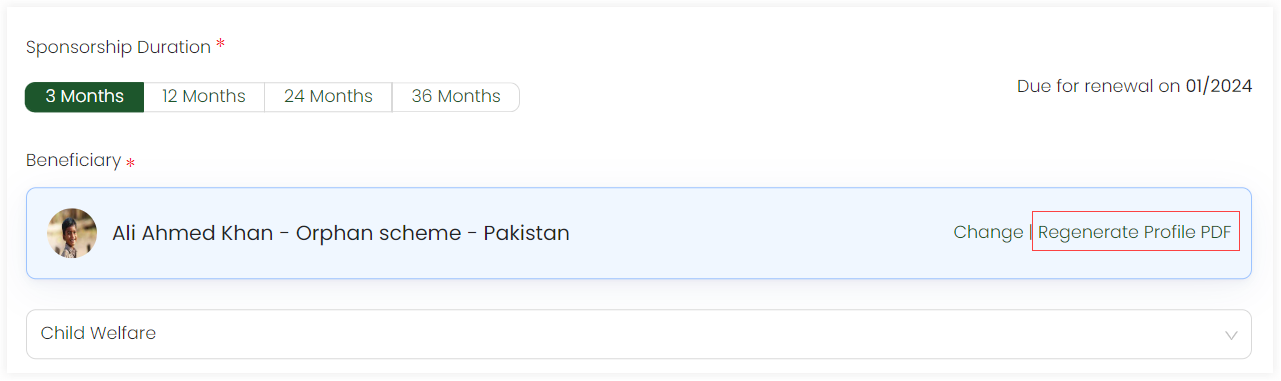 Sponsorship Duration *
3 Months 12 Months 24 Months 36 Months
Due for renewal on 01/2024
Beneficiary *
Ali Ahmed Khan - Orphan scheme - Pakistan
Change | Regenerate Profile PDF
Child Welfare